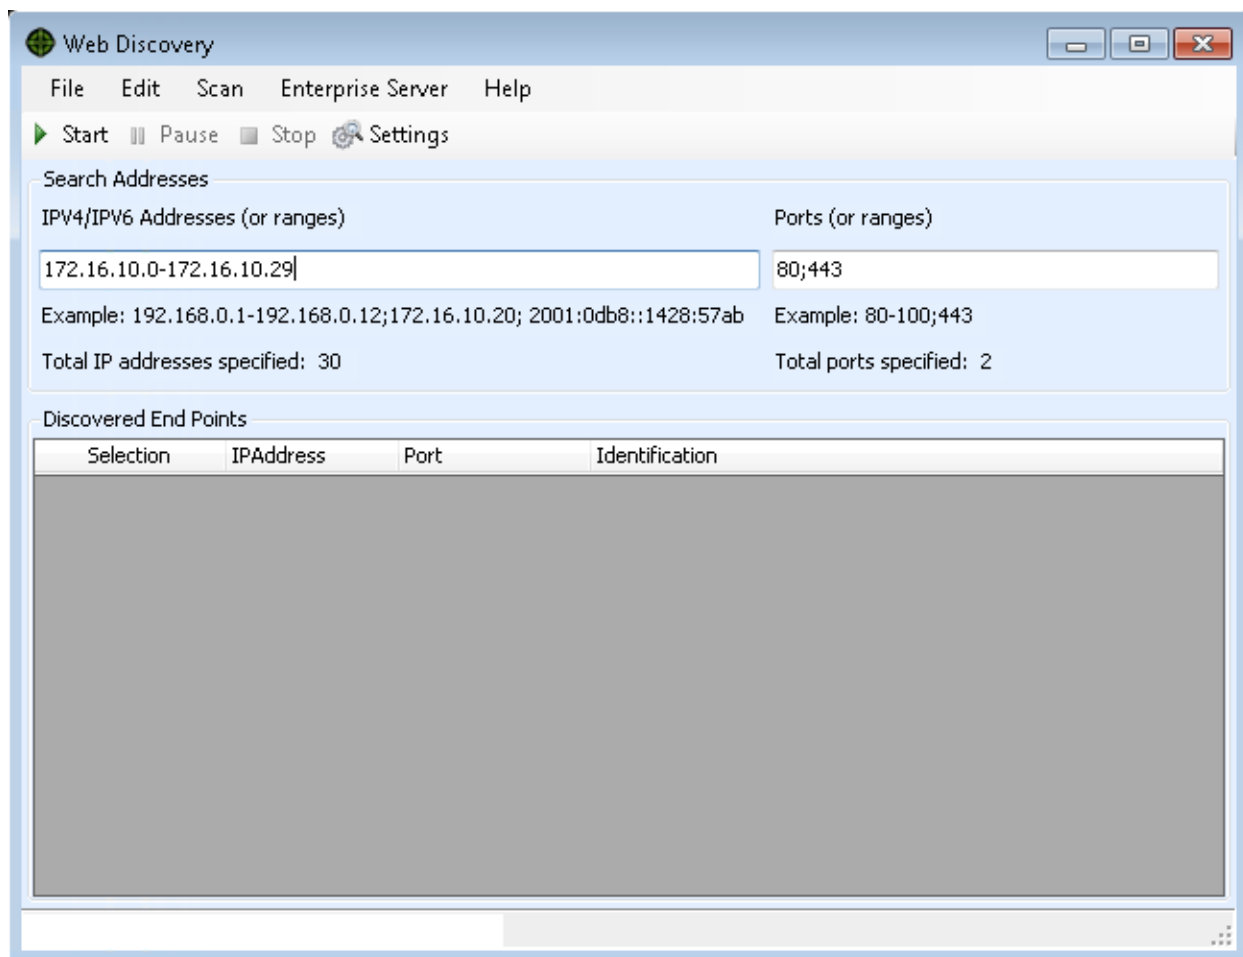 Web Discovery
File Edit Scan Enterprise Server Help
Start Pause Stop Settings
Search Addresses
IPV4/IPV6 Addresses (or ranges) Ports (or ranges)
172.16.10.0-172.16.10.29 80;443
Example: 192.168.0.1-192.168.0.12;172.16.10.20; 2001:0db8::1428:57ab Example: 80-100;443
Total IP addresses specified: 30 Total ports specified: 2
Discovered End Points
Selection IPAddress Port Identification